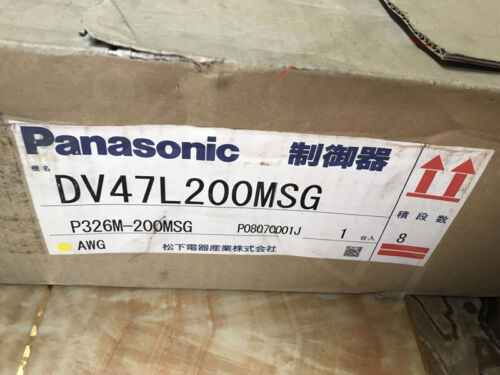 Panasonic 制御器
機名 DV47L200MSG
P326M-200MSG P08070001J 1 台入
積段数 8
AWG 松下電器産業株式会社